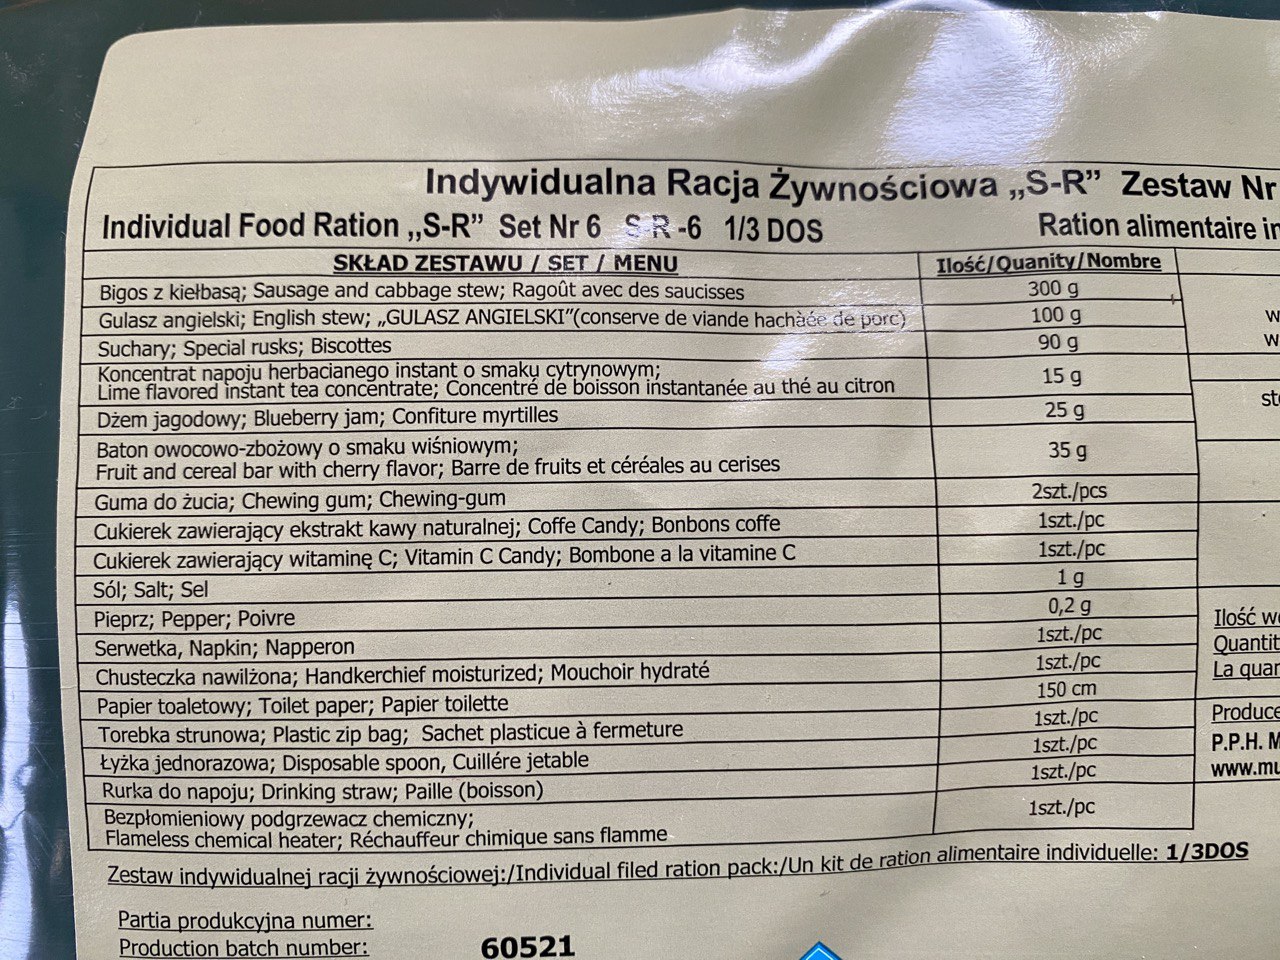 Indywidualna Racja Żywnościowa „S-R” Zestaw Nr
Individual Food Ration „S-R” Set Nr 6 S-R -6 1/3 DOS
Ration alimentaire in
SKŁAD ZESTAWU / SET / MENU
Ilość/Quanity/Nombre
Bigos z kiełbasą; Sausage and cabbage stew; Ragoût avec des saucisses
300 g
Gulasz angielski; English stew; „GULASZ ANGIELSKI”(conserve de viande hachàée de porc)
100 g
Suchary; Special rusks; Biscottes
90 g
Koncentrat napoju herbacianego instant o smaku cytrynowym;
Lime flavored instant tea concentrate; Concentré de boisson instantanée au thé au citron
15 g
Dżem jagodowy; Blueberry jam; Confiture myrtilles
25 g
Baton owocowo-zbożowy o smaku wiśniowym;
Fruit and cereal bar with cherry flavor; Barre de fruits et céréales au cerises
35 g
Guma do żucia; Chewing gum; Chewing-gum
2szt./pcs
Cukierek zawierający ekstrakt kawy naturalnej; Coffe Candy; Bonbons coffe
1szt./pc
Cukierek zawierający witaminę C; Vitamin C Candy; Bombone a la vitamine C
1szt./pc
Sól; Salt; Sel
1 g
Pieprz; Pepper; Poivre
0,2 g
Serwetka, Napkin; Napperon
1szt./pc
Chusteczka nawilżona; Handkerchief moisturized; Mouchoir hydraté
1szt./pc
Papier toaletowy; Toilet paper; Papier toilette
150 cm
Torebka strunowa; Plastic zip bag; Sachet plasticue à fermeture
1szt./pc
Łyżka jednorazowa; Disposable spoon, Cuillére jetable
1szt./pc
Rurka do napoju; Drinking straw; Paille (boisson)
1szt./pc
Bezpłomieniowy podgrzewacz chemiczny;
Flameless chemical heater; Réchauffeur chimique sans flamme
1szt./pc
Ilość we
Quantit
La quan
Produce
P.P.H. M
www.mu
Zestaw indywidualnej racji żywnościowej:/Individual filed ration pack:/Un kit de ration alimentaire individuelle: 1/3DOS
Partia produkcyjna numer:
Production batch number:
60521